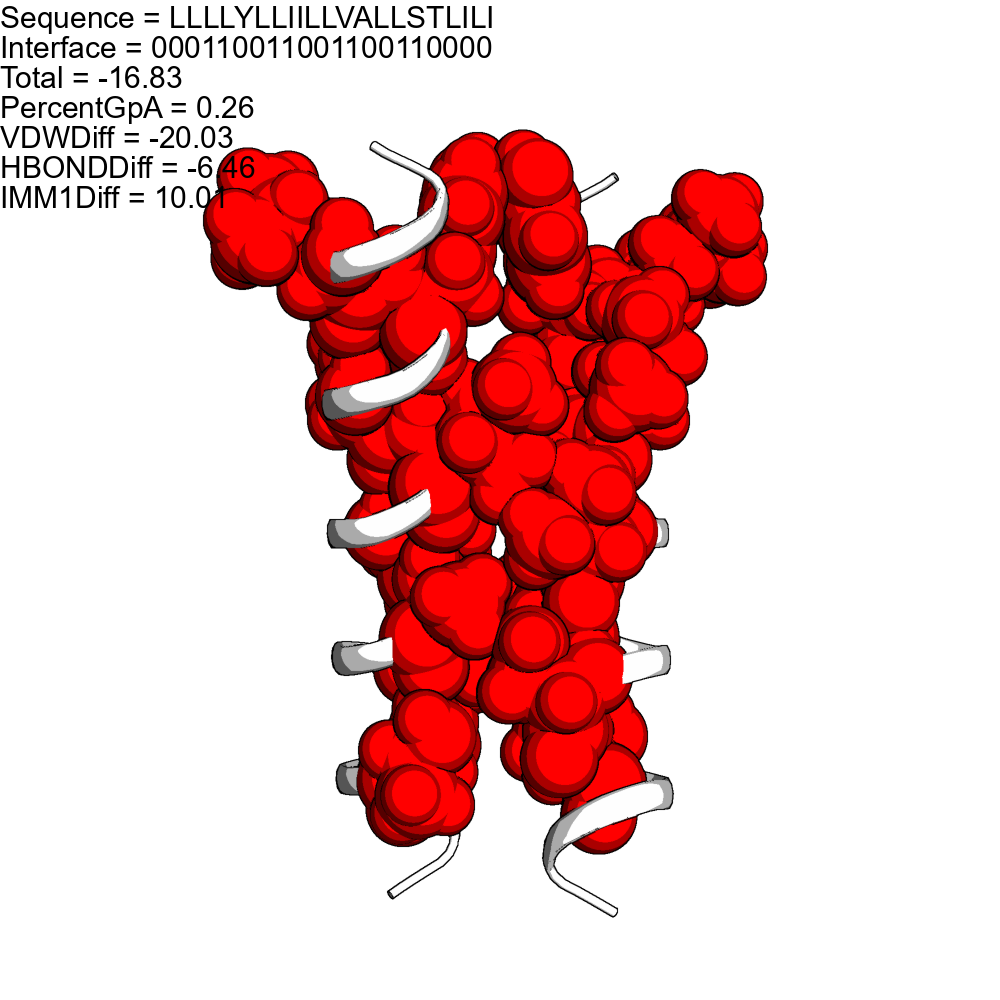 Sequence = LLLLYLLIILLVALLSTLILI
Interface = 000110011001100110000
Total = -16.83
PercentGpA = 0.26
VDWDiff = -20.03
HBONDDiff = -6.46
IMM1Diff = 10.01